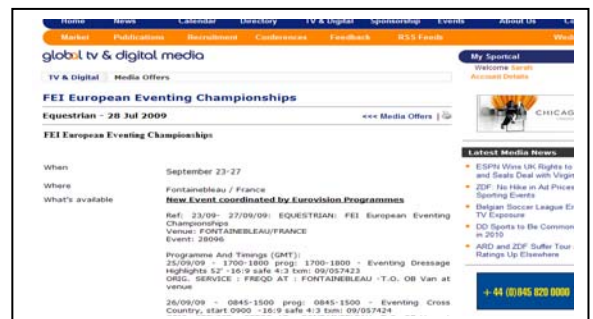 Home News Calendar Directory TV & Digital Sponsorship Events About Us
Market Publications Recruitment Conferences Feedback RSS Feeds Wed
global tv & digital media
My Sportcal
Welcome Sarah
Account Details
TV & Digital Media Offers
FEI European Eventing Championships
CHICAG
Equestrian - 28 Jul 2009 <<< Media Offers |
FEI European Eventing Championships
Latest Media News
ESPN Wins UK Rights to
and Seals Deal with Virgin
ZDF: No Hike in Ad Prices
Sporting Events
Belgian Soccer League
TV Exposure
DD Sports to Be Common
in 2010
ARD and ZDF Suffer Tour
Ratings Up Elsewhere
When September 23-27
Where Fontainebleau / France
What's available New Event coordinated by Eurovision Programmes
Ref: 23/09- 27/09/09: EQUESTRIAN: FEI European Eventing
Championships
Venue: FONTAINEBLEAU/FRANCE
Event: 28096
Programme And Timings (GMT):
25/09/09 - 1700-1800 prog: 1700-1800 - Eventing Dressage
Highlights 52' -16:9 safe 4:3 txm: 09/057423
ORIG. SERVICE : FREQD AT : FONTAINEBLEAU -T.O. OB Van at
venue
26/09/09 - 0845-1500 prog: 0845-1500 - Eventing Cross
Country, start 0900 -16:9 safe 4:3 txm: 09/057424
+ 44 (0)845 820 0000